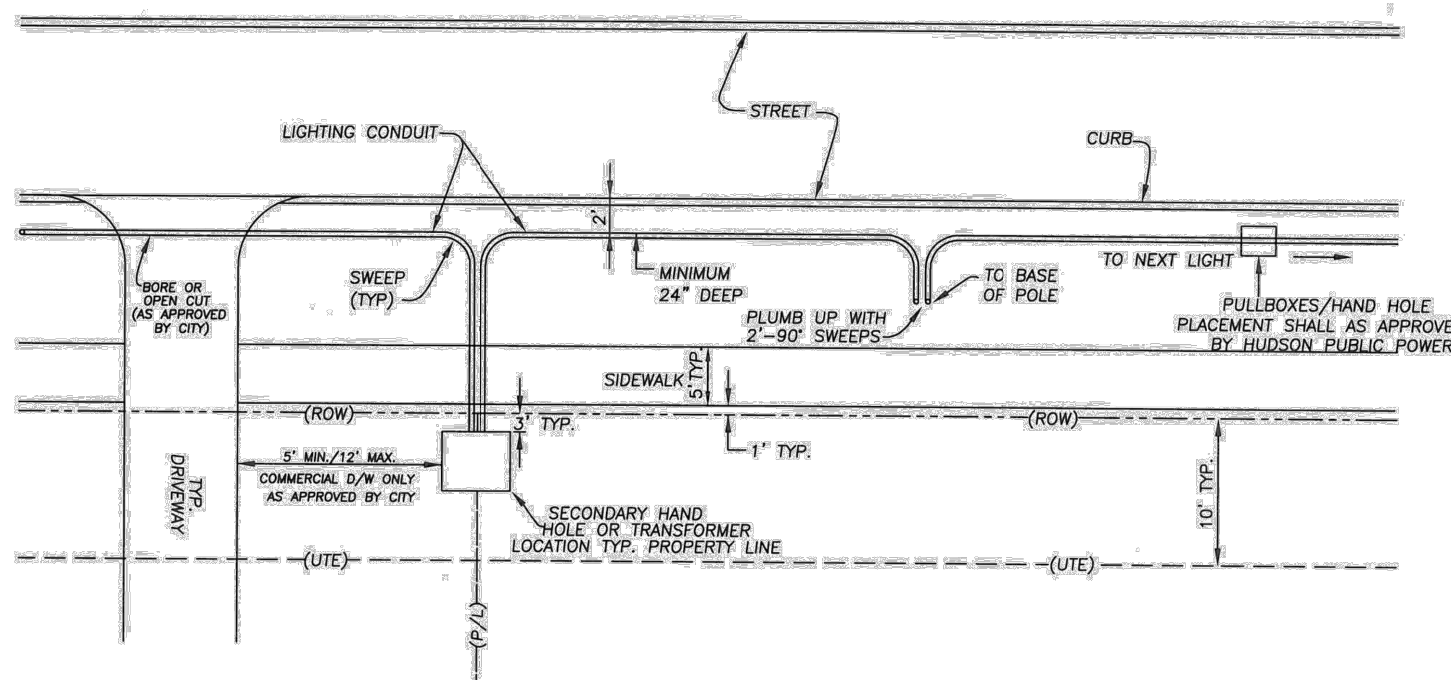 STREET
LIGHTING CONDUIT
CURB
2'
SWEEP
(TYP)
MINIMUM
24" DEEP
TO BASE
OF POLE
TO NEXT LIGHT
BORE OR
OPEN CUT
(AS APPROVED
BY CITY)
PLUMB UP WITH
2'-90° SWEEPS
PULLBOXES/HAND HOLE
PLACEMENT SHALL AS APPROVE
BY HUDSON PUBLIC POWER
SIDEWALK
5' TYP.
(ROW)
3' TYP.
(ROW)
1' TYP.
5' MIN./12' MAX.
COMMERCIAL D/W ONLY
AS APPROVED BY CITY
TYP.
DRIVEWAY
10' TYP.
SECONDARY HAND
HOLE OR TRANSFORMER
LOCATION TYP. PROPERTY LINE
(UTE)
(UTE)
(P/L)